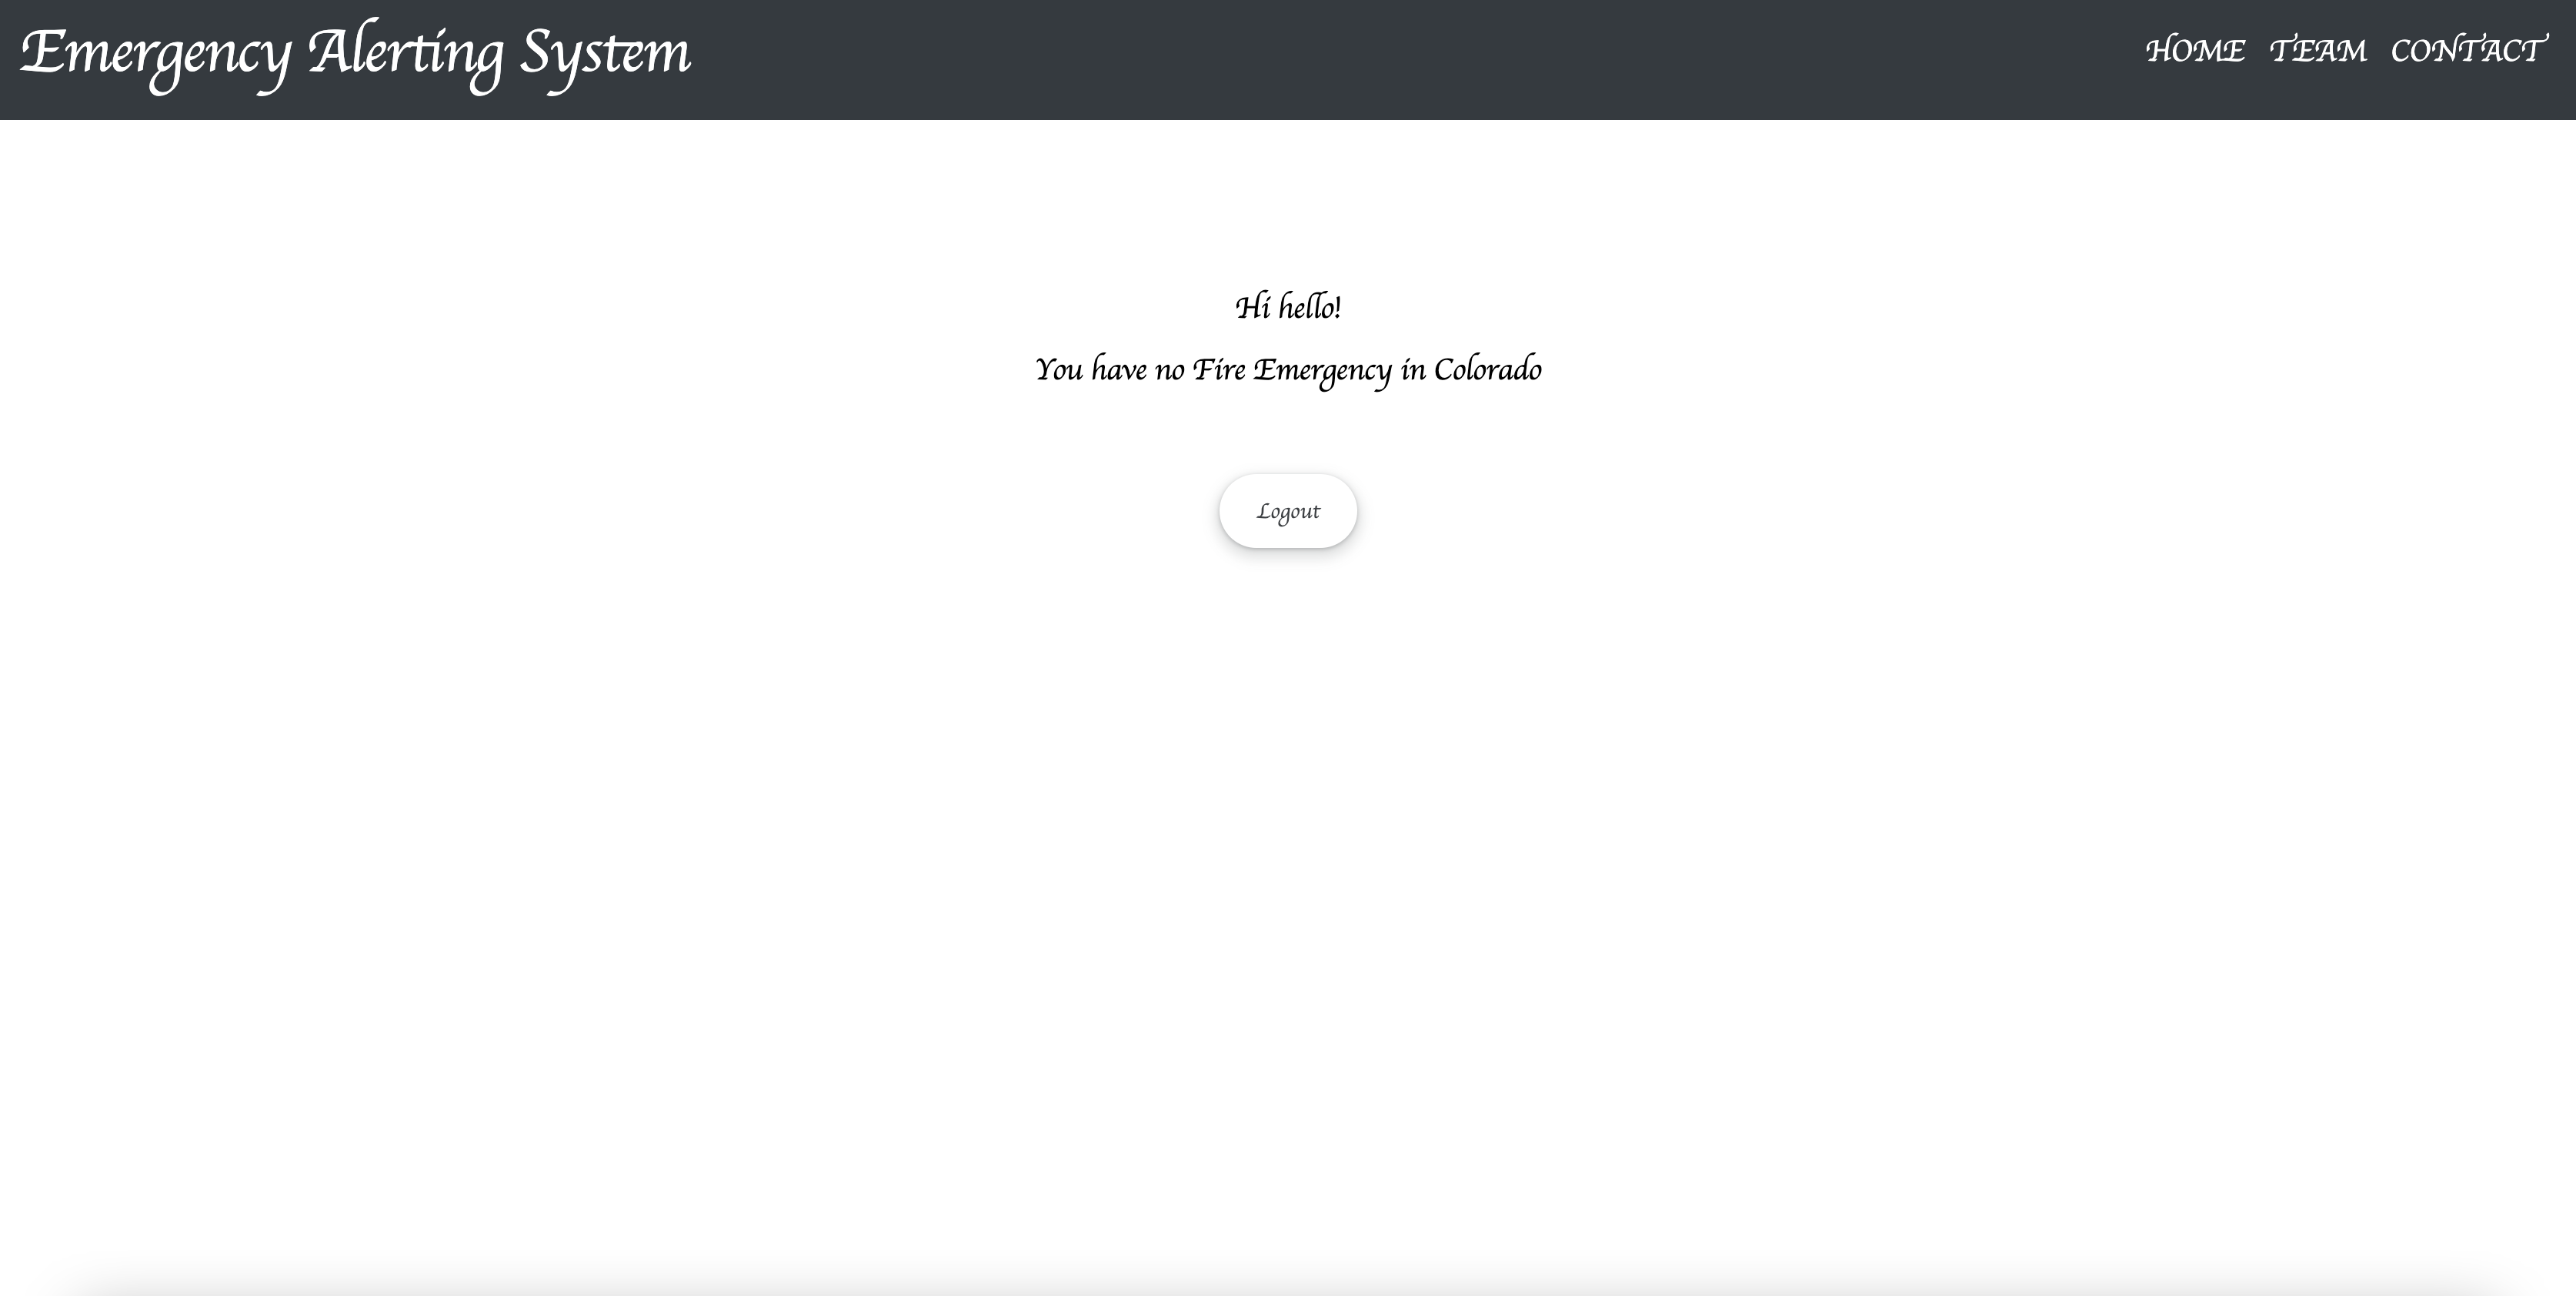 Emergency Alerting System
HOME TEAM CONTACT
Hi hello!
You have no Fire Emergency in Colorado
Logout